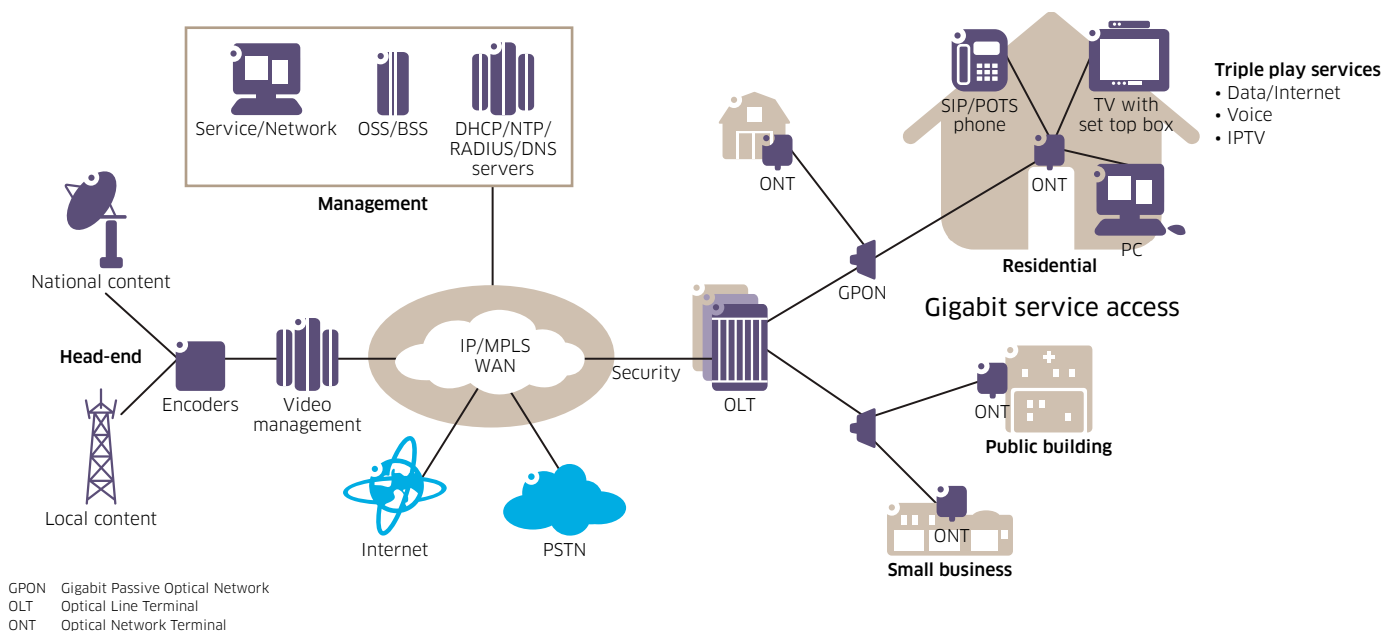 Service/Network
OSS/BSS
DHCP/NTP/
RADIUS/DNS
servers
Management
National content
Head-end
Encoders
Video
management
Local content
IP/MPLS
WAN
Internet
PSTN
Security
OLT
GPON
ONT
SIP/POTS
phone
TV with
set top box
ONT
PC
Residential
Triple play services
• Data/Internet
• Voice
• IPTV
Gigabit service access
ONT
Public building
ONT
Small business
GPON Gigabit Passive Optical Network
OLT Optical Line Terminal
ONT Optical Network Terminal